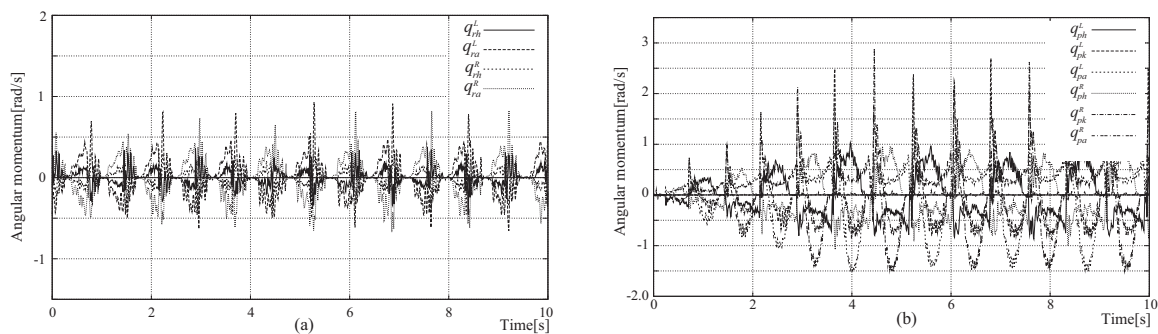 2
1
0
-1
Angular momentum[rad/s]
q_rh^L
q_ra^L
q_rh^R
q_ra^R
0 2 4 6 8 10
(a)
Time[s]
3
2
1
0
-1
-2.0
Angular momentum[rad/s]
q_ph^L
q_pk^L
q_pa^L
q_ph^R
q_pk^R
q_pa^R
0 2 4 6 8 10
(b)
Time[s]